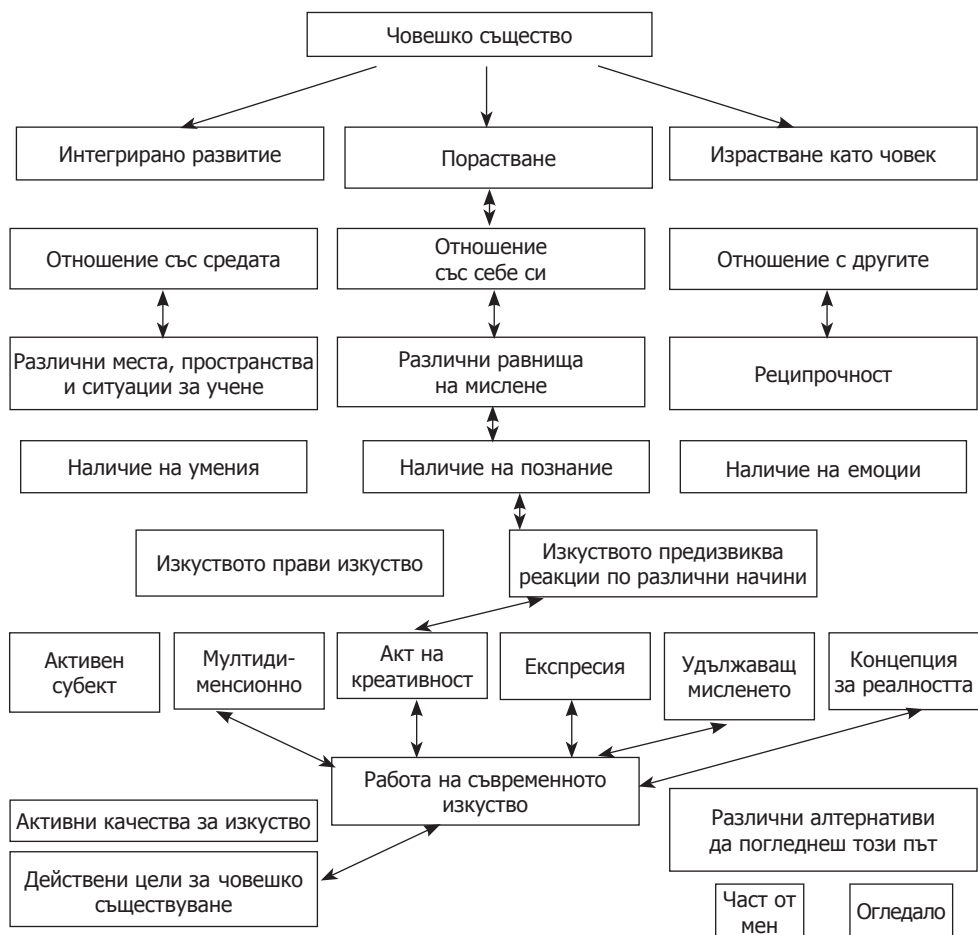 Човешко същество
Интегрирано развитие
Порастване
Израстване като човек
Отношение със средата
Отношение
със себе си
Отношение с другите
Различни места, пространства
и ситуации за учене
Различни равнища
на мислене
Реципрочност
Наличие на умения
Наличие на познание
Наличие на емоции
Изкуството прави изкуство
Изкуството предизвиква
реакции по различни начини
Активен
субект
Мултиди-
менсионно
Акт на
креативност
Експресия
Удължаващ
мисленето
Концепция
за реалността
Работа на съвременното
изкуство
Активни качества за изкуство
Различни алтернативи
да погледнеш този път
Действени цели за човешко
съществуване
Част от
мен
Огледало